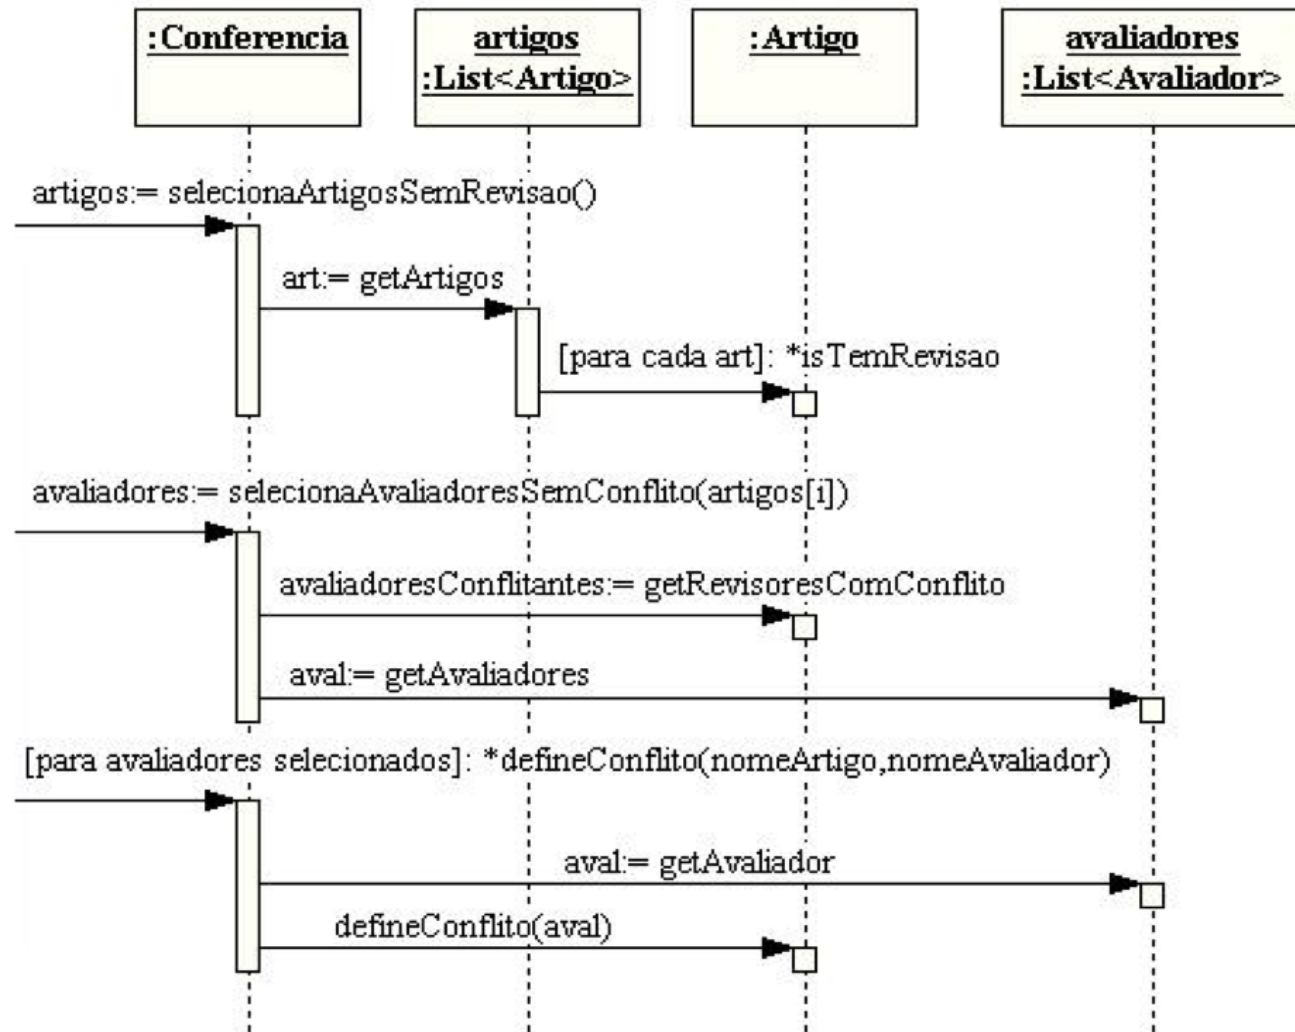 :Conferencia
artigos
:List<Artigo>
:Artigo
avaliadores
:List<Avaliador>
artigos:= selecionaArtigosSemRevisao()
art:= getArtigos
[para cada art]: *isTemRevisao
avaliadores:= selecionaAvaliadoresSemConflito(artigos[i])
avaliadoresConflitantes:= getRevisoresComConflito
aval:= getAvaliadores
[para avaliadores selecionados]: *defineConflito(nomeArtigo,nomeAvaliador)
aval:= getAvaliador
defineConflito(aval)